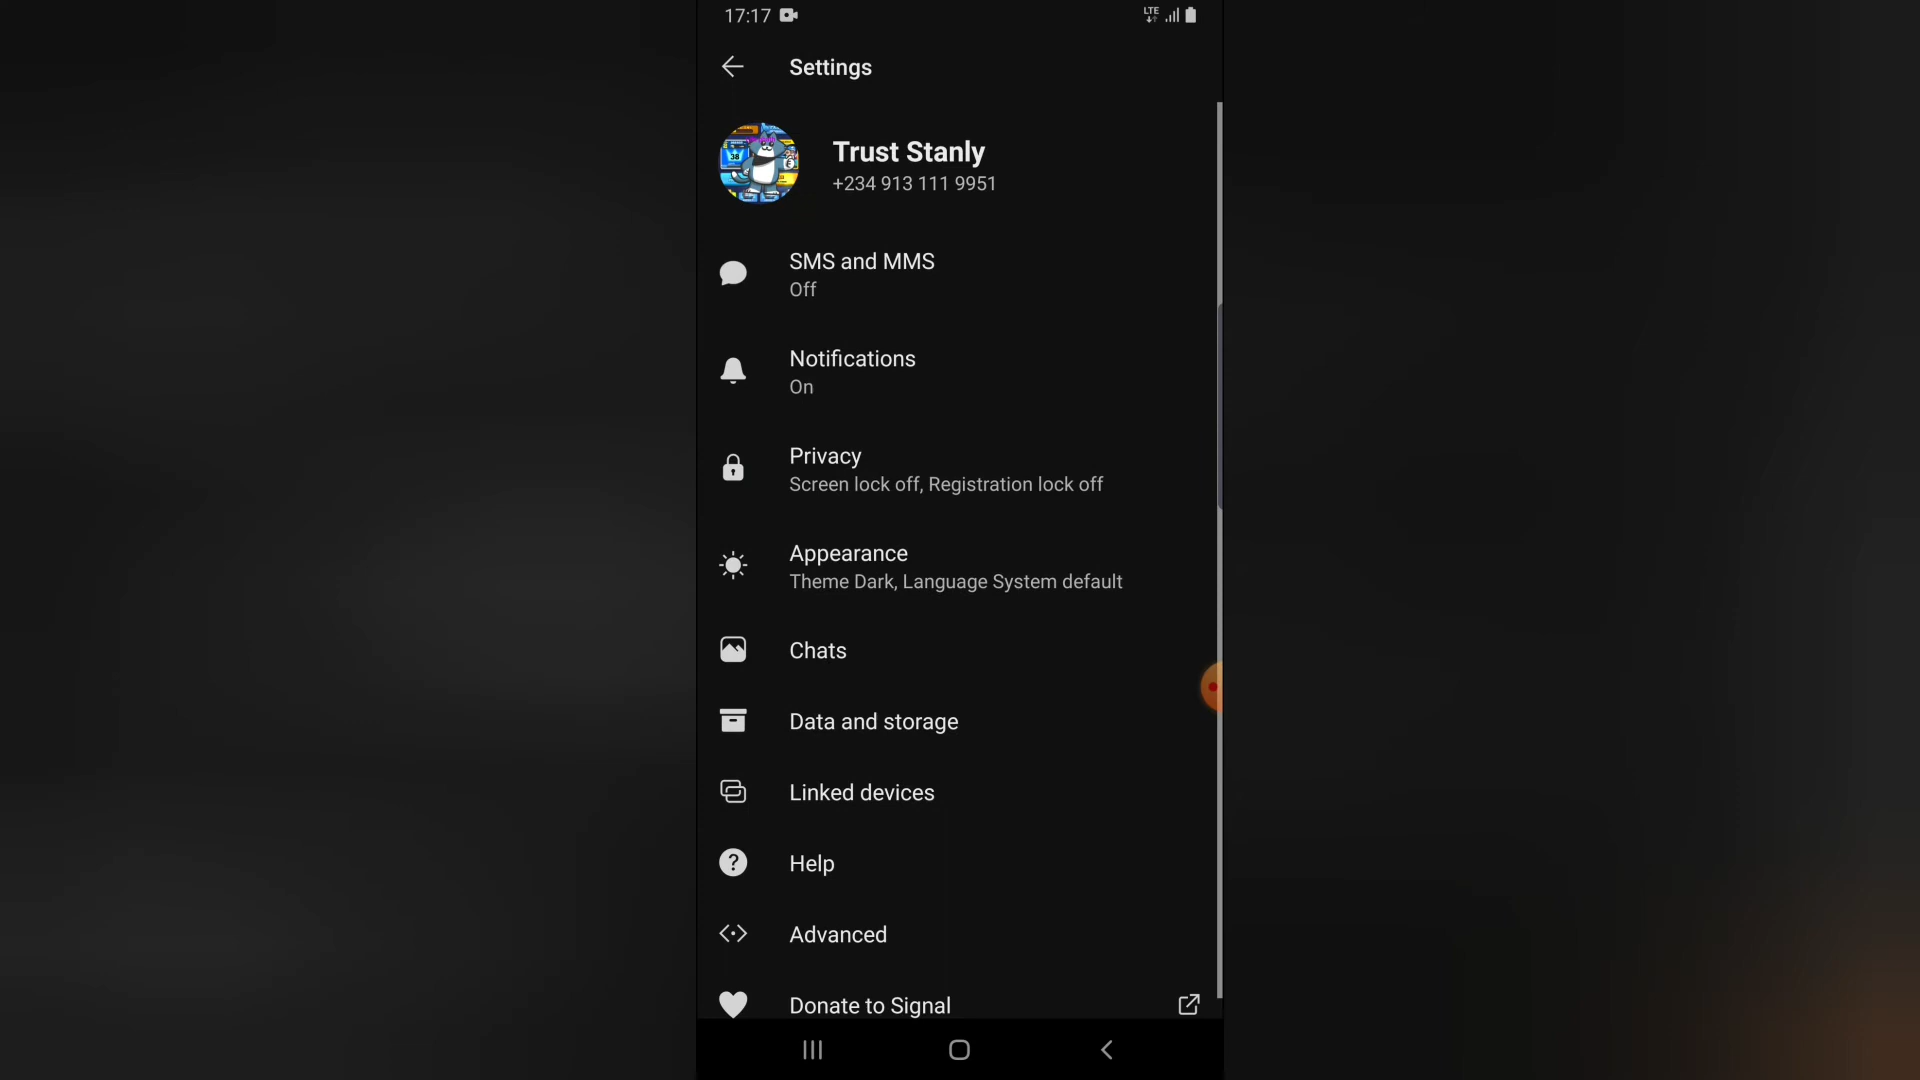 17:17
LTE
Settings
38
Trust Stanly
+234 913 111 9951
SMS and MMS
Off
Notifications
On
Privacy
Screen lock off, Registration lock off
Appearance
Theme Dark, Language System default
Chats
Data and storage
Linked devices
Help
Advanced
Donate to Signal